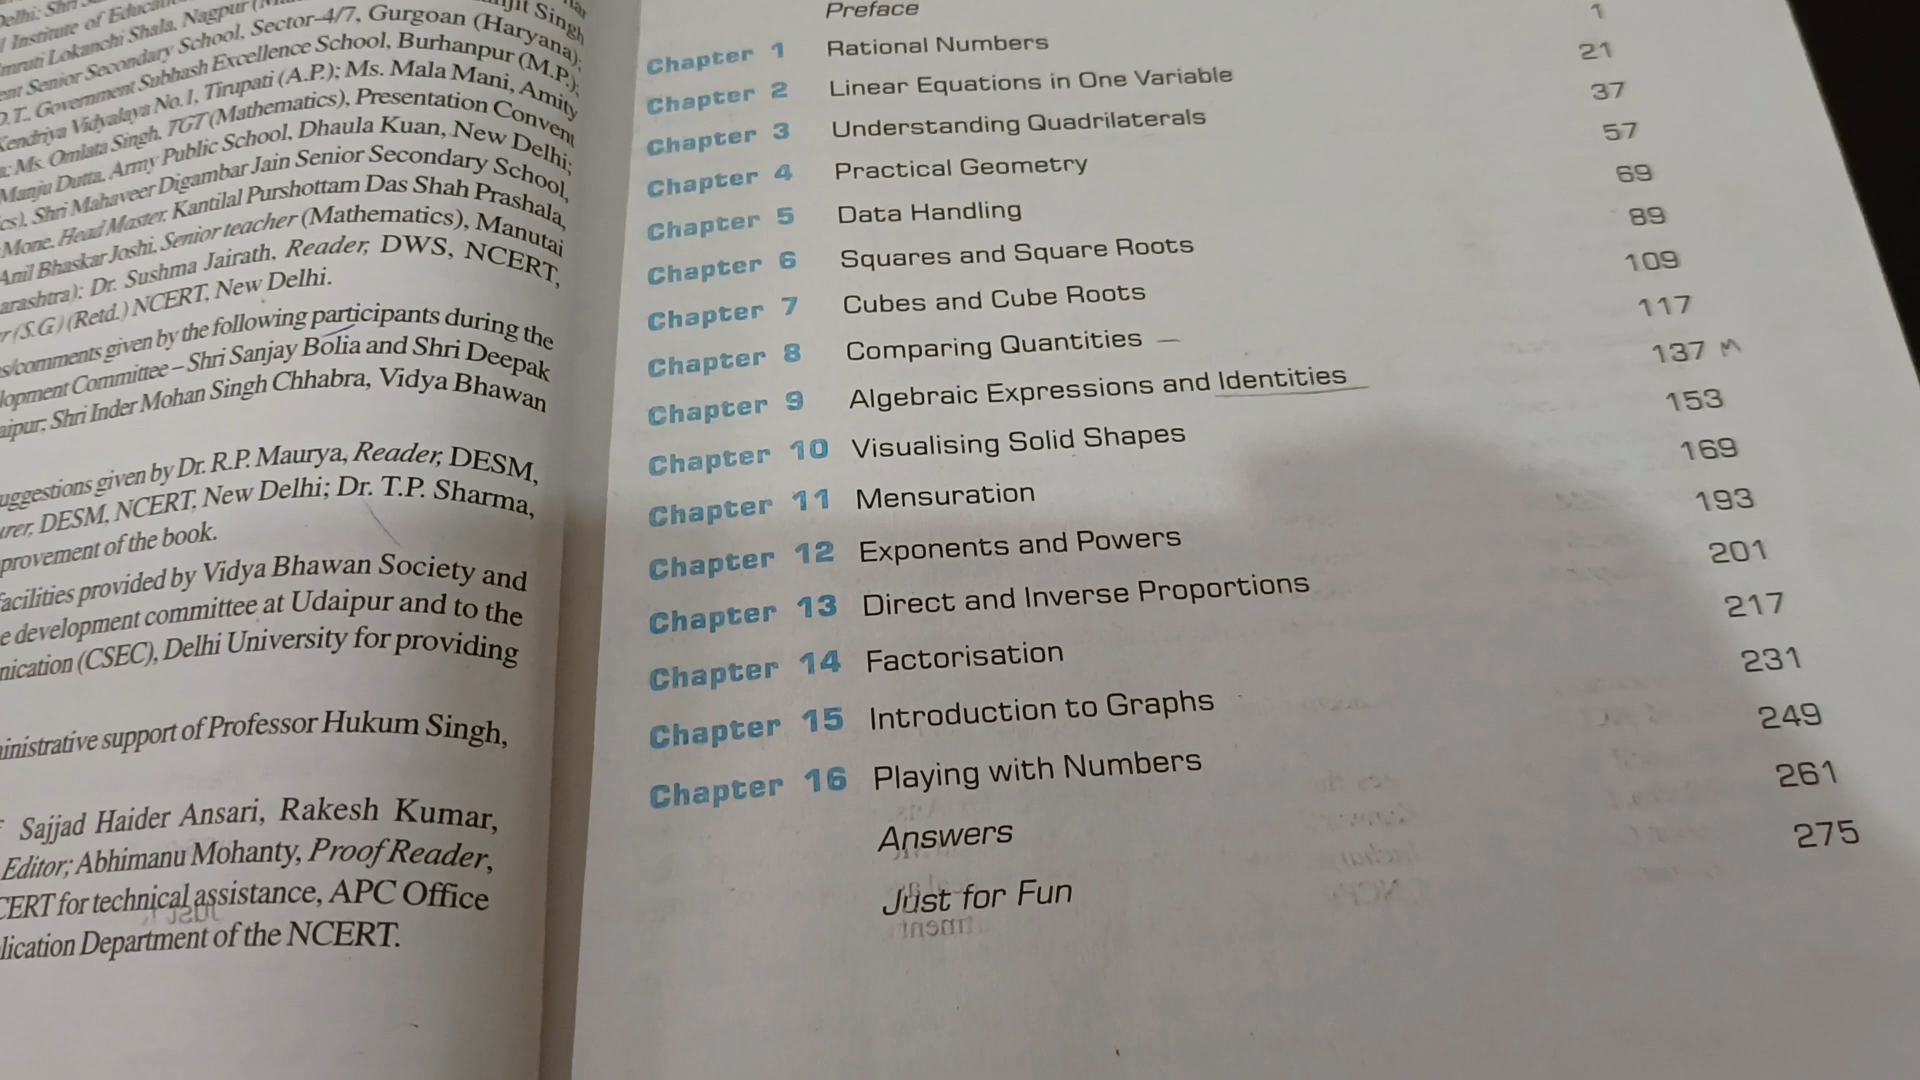 Delhi; Shri
Institute of Educa
Lokanchi Shala, Nagpur
ent Senior Secondary School, Sector-4/7, Gurgoan (Haryana);
D.T., Government Subhash Excellence School, Burhanpur (M.P.);
Kendriya Vidyalaya No.1, Tirupati (A.P.); Ms. Mala Mani, Amity
Ms. Omlata Singh, TGT (Mathematics), Presentation Convent
Manju Dutta, Army Public School, Dhaula Kuan, New Delhi;
cs), Shri Mahaveer Digambar Jain Senior Secondary School,
Mone, Head Master, Kantilal Purshottam Das Shah Prashala,
Anil Bhaskar Joshi, Senior teacher (Mathematics), Manutai
arashtra); Dr. Sushma Jairath, Reader, DWS, NCERT,
r (S.G.) (Retd.) NCERT, New Delhi.
s/comments given by the following participants during the
lopment Committee – Shri Sanjay Bolia and Shri Deepak
aipur; Shri Inder Mohan Singh Chhabra, Vidya Bhawan
uggestions given by Dr. R.P. Maurya, Reader, DESM,
urer, DESM, NCERT, New Delhi; Dr. T.P. Sharma,
provement of the book.
facilities provided by Vidya Bhawan Society and
e development committee at Udaipur and to the
nication (CSEC), Delhi University for providing
inistrative support of Professor Hukum Singh,
Sajjad Haider Ansari, Rakesh Kumar,
Editor; Abhimanu Mohanty, Proof Reader,
CERT for technical assistance, APC Office
lication Department of the NCERT.
Preface
Chapter 1 Rational Numbers 1
Chapter 2 Linear Equations in One Variable 21
Chapter 3 Understanding Quadrilaterals 37
Chapter 4 Practical Geometry 57
Chapter 5 Data Handling 69
Chapter 6 Squares and Square Roots 89
Chapter 7 Cubes and Cube Roots 109
Chapter 8 Comparing Quantities 117
Chapter 9 Algebraic Expressions and Identities 137
Chapter 10 Visualising Solid Shapes 153
Chapter 11 Mensuration 169
Chapter 12 Exponents and Powers 193
Chapter 13 Direct and Inverse Proportions 201
Chapter 14 Factorisation 217
Chapter 15 Introduction to Graphs 231
Chapter 16 Playing with Numbers 249
Answers 261
Just for Fun 275